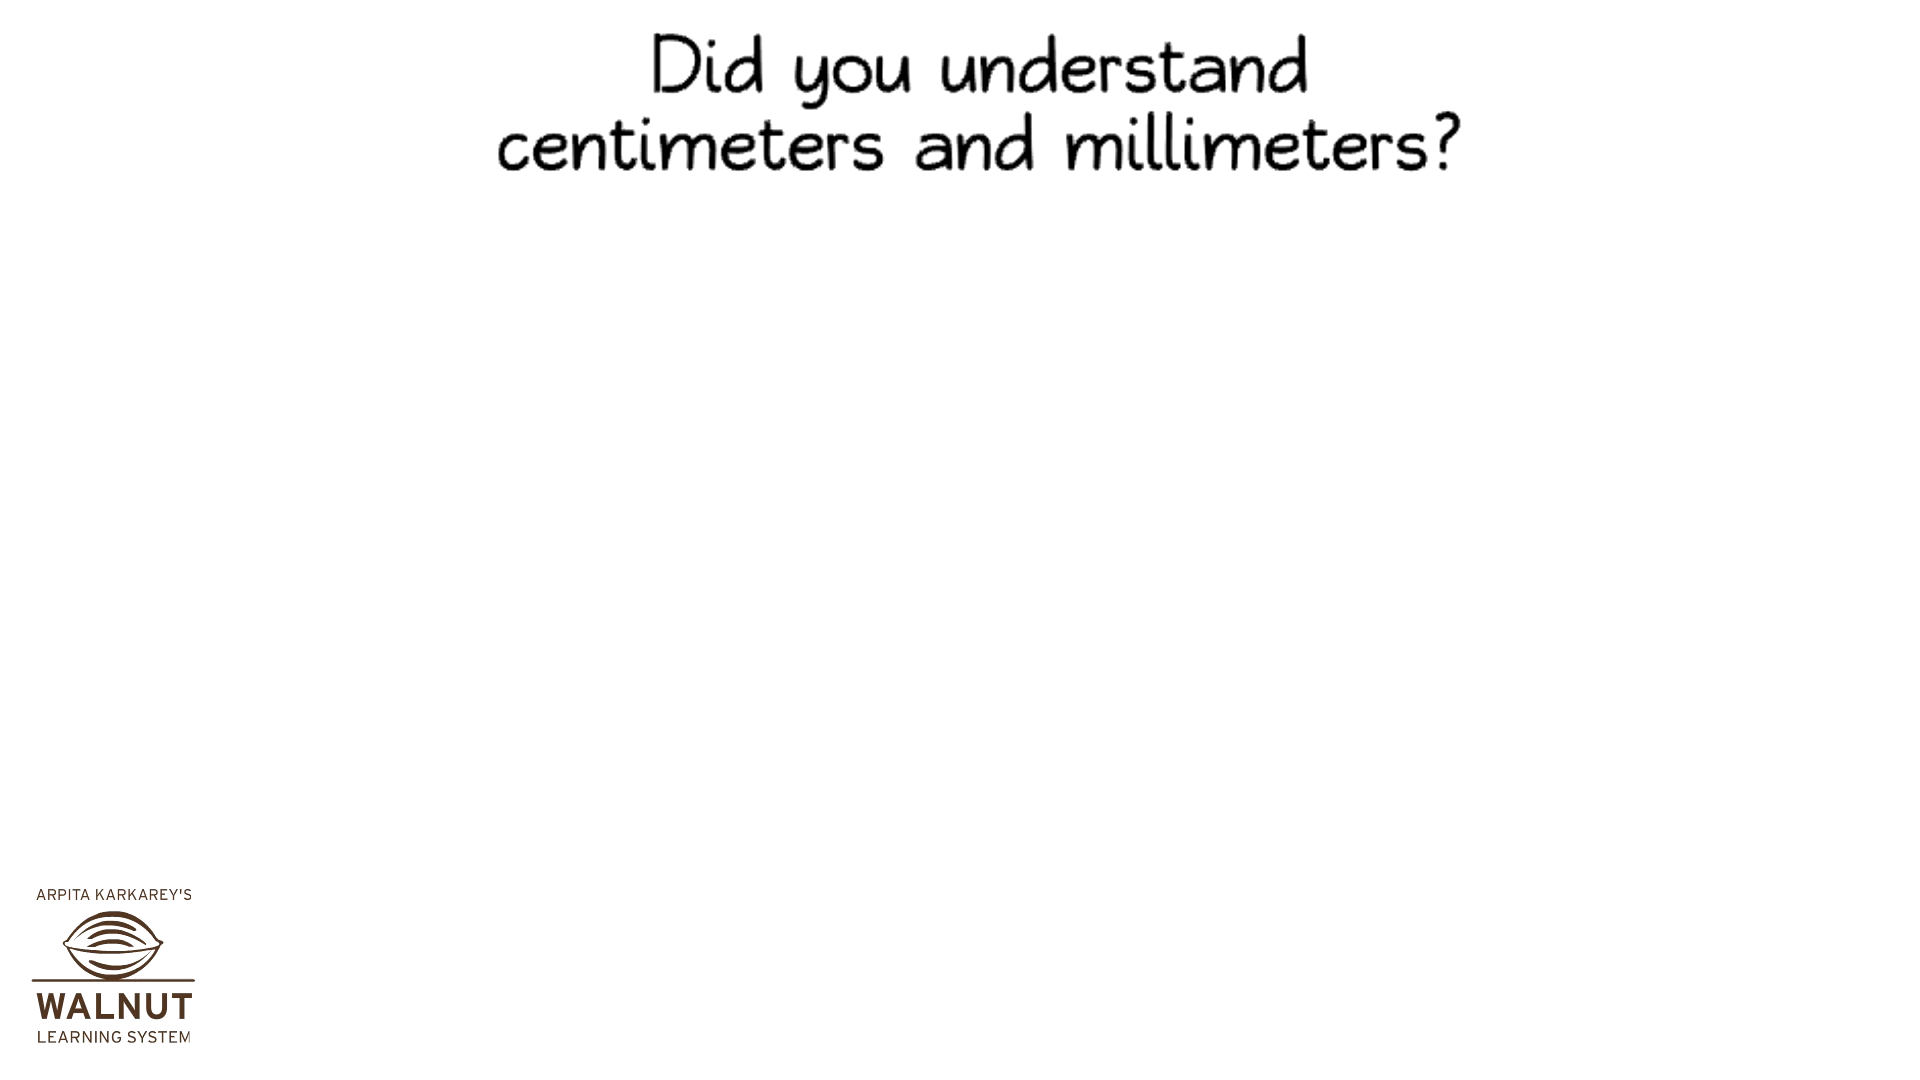 Did you understand
centimeters and millimeters?
ARPITA KARKAREY'S
WALNUT
LEARNING SYSTEM